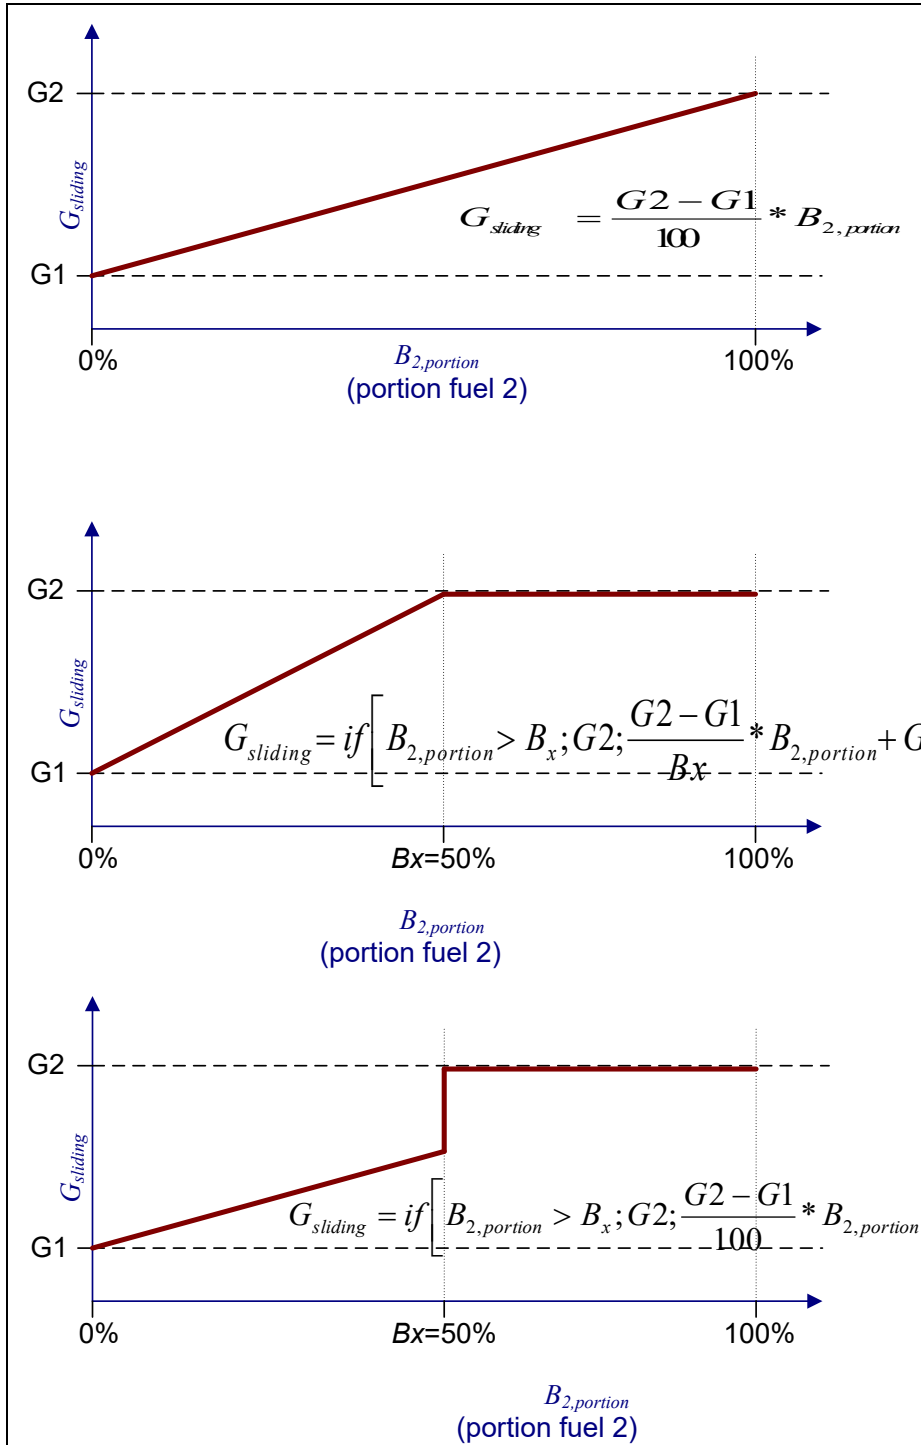 G2
G_sliding
G_sliding = (G2 − G1)/100 * B_2,portion
G1
0%
100%
B_2,portion
(portion fuel 2)
G2
G_sliding
G_sliding = if[B_2,portion > B_x; G2; (G2 − G1)/Bx * B_2,portion + G
G1
0%
Bx=50%
100%
B_2,portion
(portion fuel 2)
G2
G_sliding
G_sliding = if[B_2,portion > B_x; G2; (G2 − G1)/100 * B_2,portion
G1
0%
Bx=50%
100%
B_2,portion
(portion fuel 2)